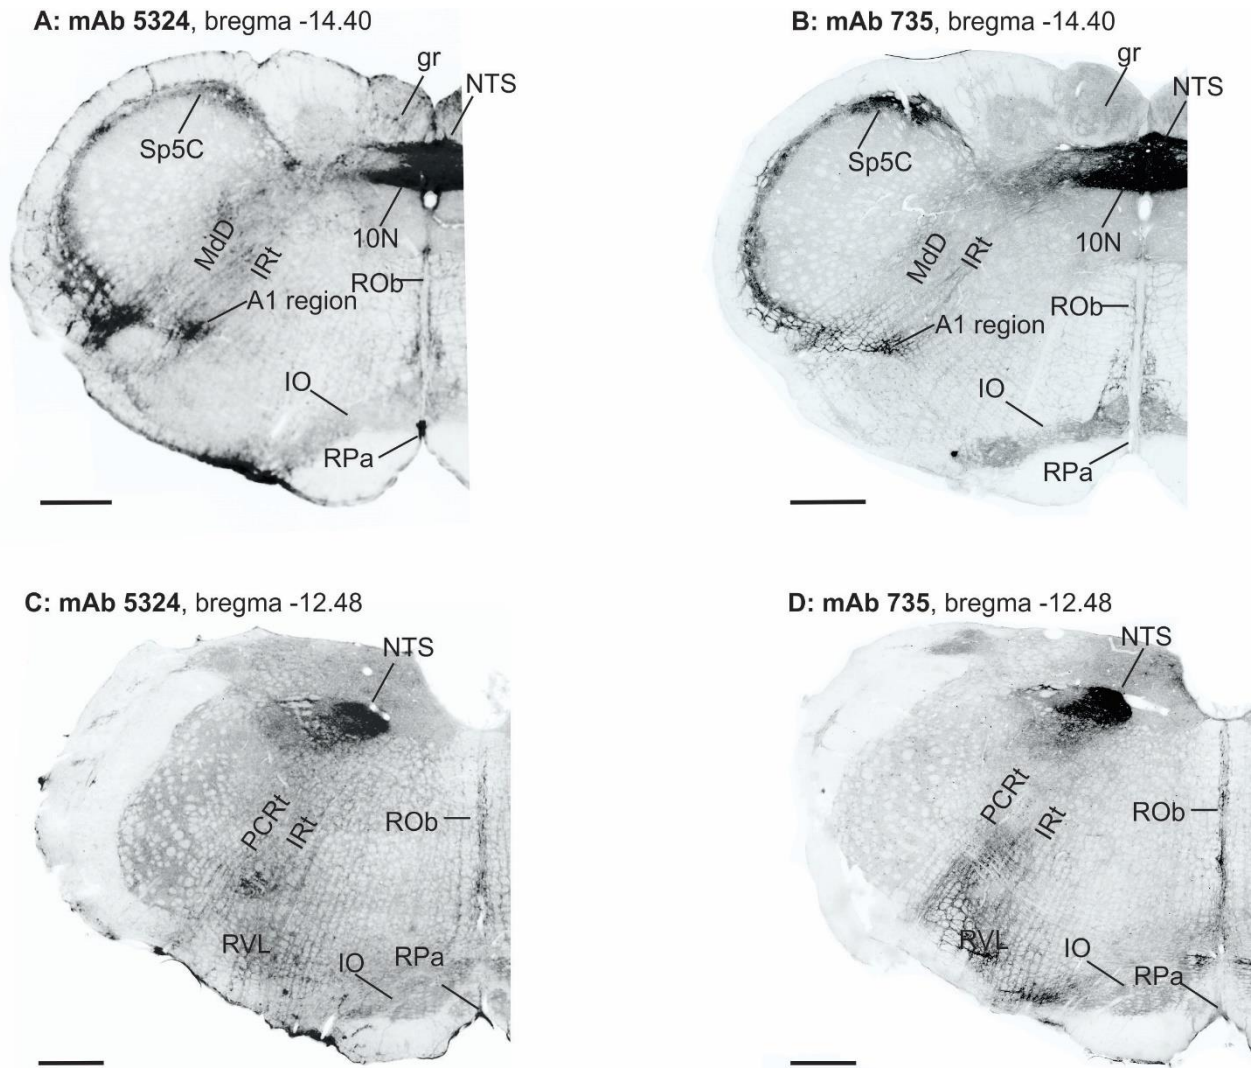 A: mAb 5324, bregma -14.40
gr
NTS
Sp5C
MdD
IRt
10N
ROb
A1 region
IO
RPa
B: mAb 735, bregma -14.40
gr
NTS
Sp5C
MdD
IRt
10N
ROb
A1 region
IO
RPa
C: mAb 5324, bregma -12.48
NTS
PCRt
IRt
ROb
RVL
IO
RPa
D: mAb 735, bregma -12.48
NTS
PCRt
IRt
ROb
RVL
IO
RPa